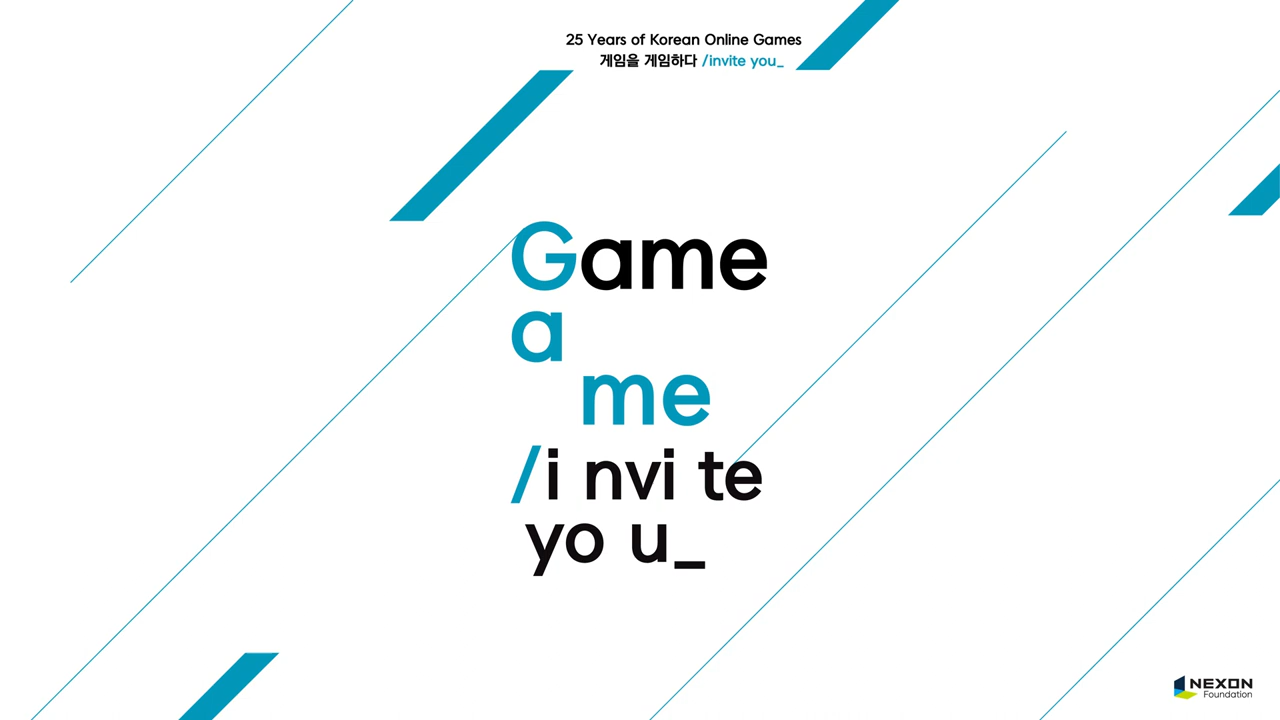 25 Years of Korean Online Games
게임을 게임하다 /invite you_
Game
a
me
/i nvi te
yo u_
NEXON
Foundation